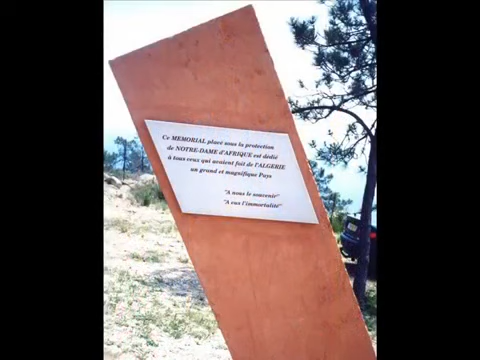 Ce MEMORIAL placé sous la protection
de NOTRE-DAME d'AFRIQUE est dédié
à tous ceux qui avaient fait de l'ALGERIE
un grand et magnifique Pays
"A nous le souvenir"
"A eux l'immortalité"